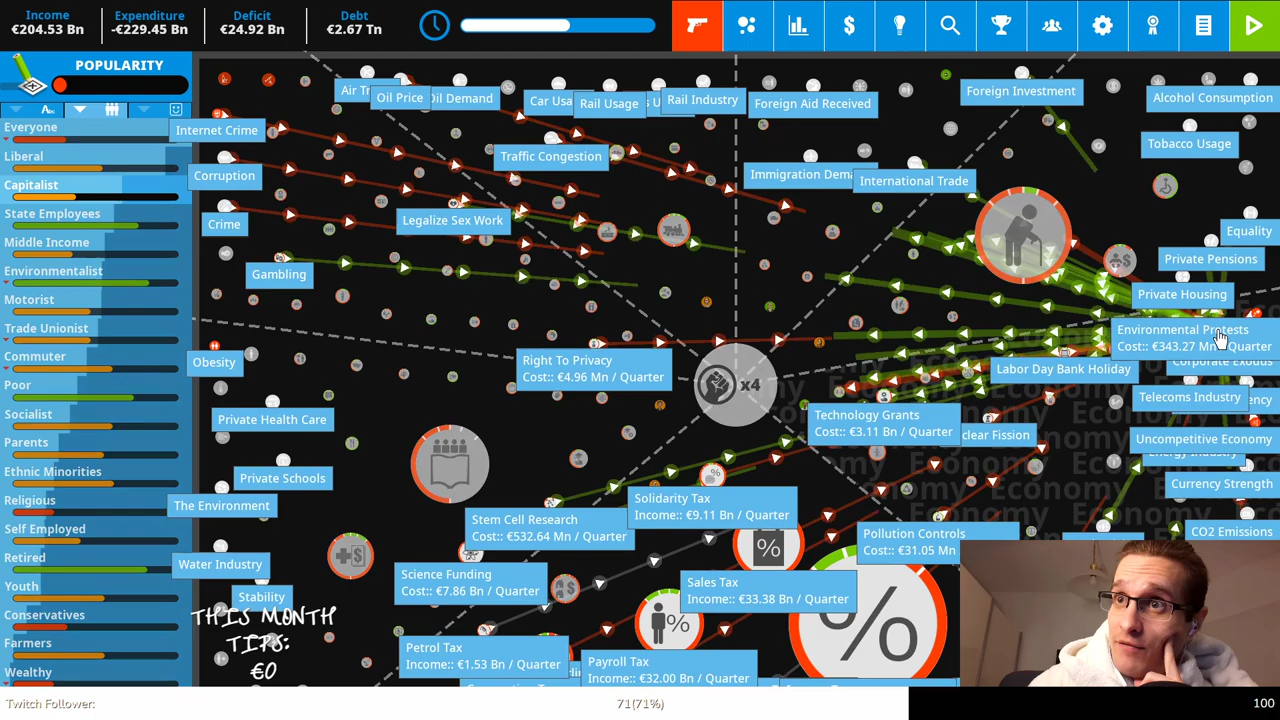 Income
€204.53 Bn
Expenditure
-€229.45 Bn
Deficit
€24.92 Bn
Debt
€2.67 Tn
POPULARITY
Everyone
Liberal
Capitalist
State Employees
Middle Income
Environmentalist
Motorist
Trade Unionist
Commuter
Poor
Socialist
Parents
Ethnic Minorities
Religious
Self Employed
Retired
Youth
Conservatives
Farmers
Wealthy
Oil Price
Oil Demand
Rail Usage
Rail Industry
Foreign Aid Received
Foreign Investment
Alcohol Consumption
Internet Crime
Traffic Congestion
Tobacco Usage
Corruption
International Trade
Legalize Sex Work
Crime
Equality
Private Pensions
Gambling
Private Housing
Environmental Protests
Cost:: €343.27 Mn / Quarter
Obesity
Right To Privacy
Cost:: €4.96 Mn / Quarter
x4
Labor Day Bank Holiday
Corporate Exodus
Telecoms Industry
Private Health Care
Technology Grants
Cost:: €3.11 Bn / Quarter
Uncompetitive Economy
Energy Industry
Economy
Private Schools
Currency Strength
The Environment
Solidarity Tax
Income:: €9.11 Bn / Quarter
Stem Cell Research
Cost:: €532.64 Mn / Quarter
Pollution Controls
Cost:: €31.05 Mn
CO2 Emissions
Water Industry
Science Funding
Cost:: €7.86 Bn / Quarter
Sales Tax
Income:: €33.38 Bn / Quarter
Stability
THIS MONTH
TIPS:
€0
Petrol Tax
Income:: €1.53 Bn / Quarter
Payroll Tax
Income:: €32.00 Bn / Quarter
Twitch Follower:
71(71%)
100